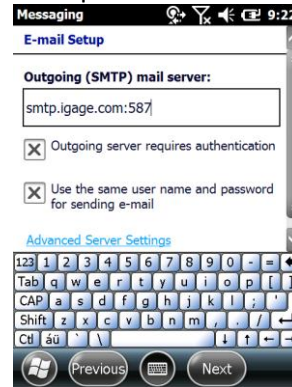 Messaging 9:22
E-mail Setup
Outgoing (SMTP) mail server:
smtp.igage.com:587
Outgoing server requires authentication
Use the same user name and password
for sending e-mail
Advanced Server Settings
123 1 2 3 4 5 6 7 8 9 0 - =
Tab q w e r t y u i o p [ ]
CAP a s d f g h j k l ; '
Shift z x c v b n m , . /
Ctl áü ` \
Previous Next